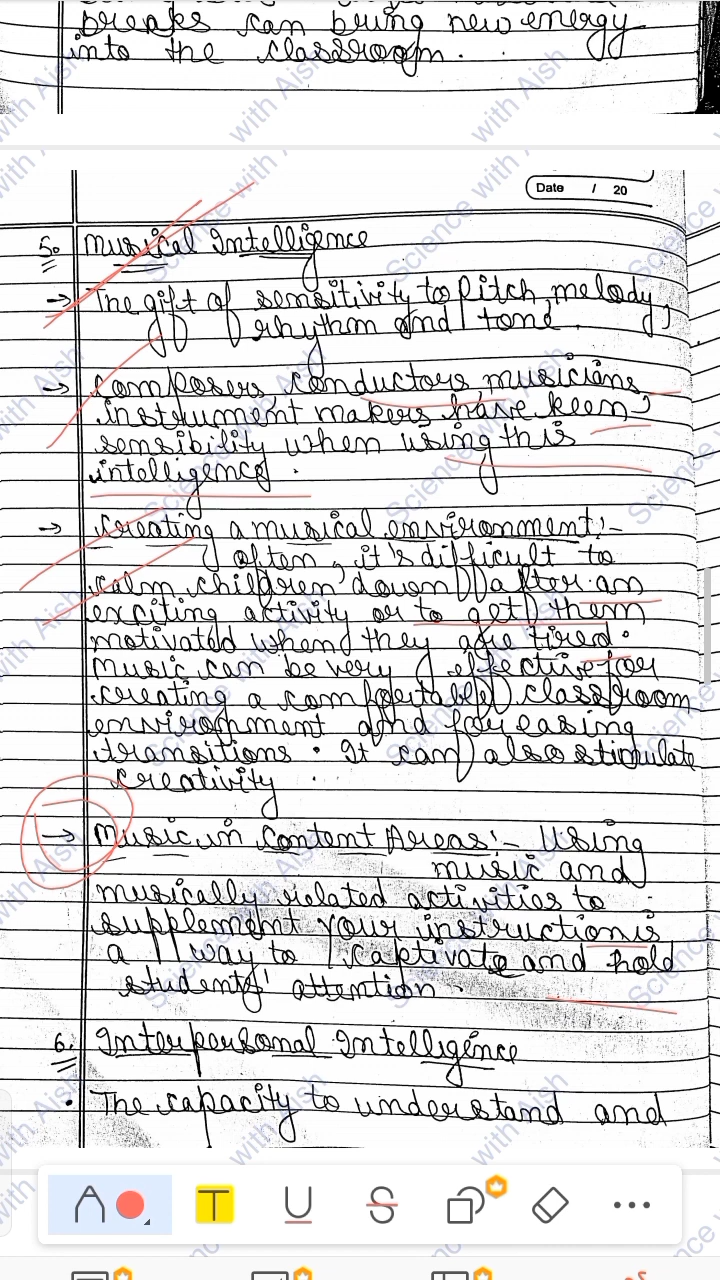 breaks can bring new energy
into the classroom.
Date / 20
5. Musical Intelligence
→ The gift of sensitivity to Pitch, melody,
rhythm and tone.
→ Composers, conductors, musicians,
instrument makers have keen
sensibility when using this
intelligence.
→ Creating a musical environment:-
Often, it's difficult to
calm children down after an
exciting activity or to get them
motivated when they are tired.
Music can be very effective for
creating a comfortable classroom
environment and for easing
transitions. It can also stimulate
creativity.
→ Music in Content Areas:- Using
music and
musically related activities to
supplement your instruction is
a way to captivate and hold
students' attention.
6. Interpersonal Intelligence
• The capacity to understand and
Science with Aish